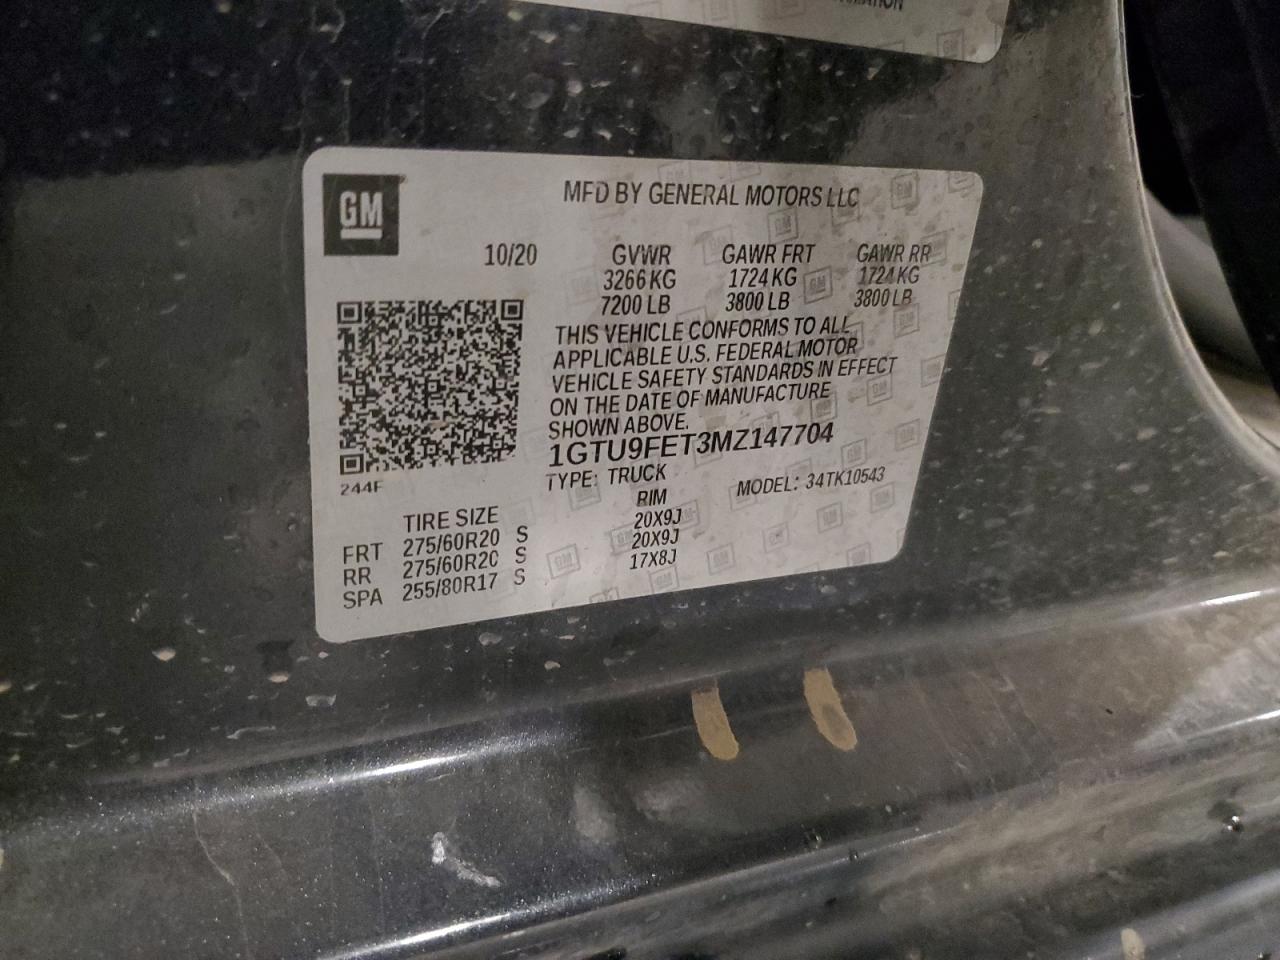 GM
MFD BY GENERAL MOTORS LLC
10/20 GVWR GAWR FRT GAWR RR
3266 KG 1724 KG 1724 KG
7200 LB 3800 LB 3800 LB
THIS VEHICLE CONFORMS TO ALL
APPLICABLE U.S. FEDERAL MOTOR
VEHICLE SAFETY STANDARDS IN EFFECT
ON THE DATE OF MANUFACTURE
SHOWN ABOVE.
1GTU9FET3MZ147704
TYPE: TRUCK MODEL: 34TK10543
244F
TIRE SIZE RIM
FRT 275/60R20 S 20X9J
RR 275/60R20 S 20X9J
SPA 255/80R17 S 17X8J